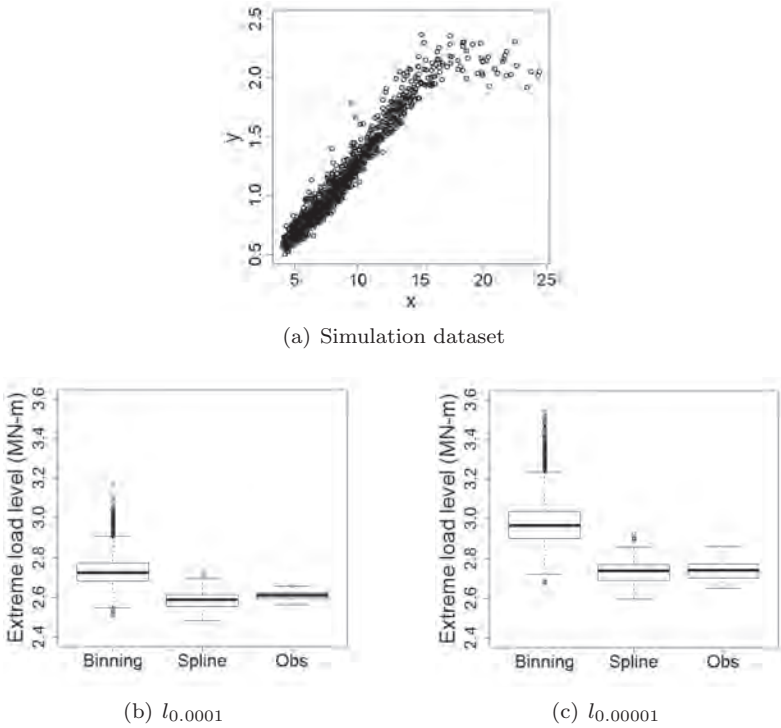 2.5
2.0
1.5
1.0
0.5
y
5 10 15 20 25
x
(a) Simulation dataset
3.6
3.4
3.2
3.0
2.8
2.6
2.4
Extreme load level (MN-m)
Binning Spline Obs
(b) l0.0001
3.6
3.4
3.2
3.0
2.8
2.6
2.4
Extreme load level (MN-m)
Binning Spline Obs
(c) l0.00001